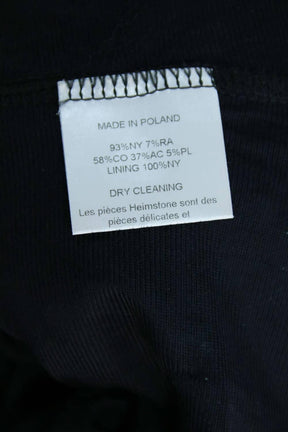 MADE IN POLAND
93%NY 7%RA
58%CO 37%AC 5%PL
LINING 100%NY
DRY CLEANING
Les pièces Heimstone sont des
pièces délicates et